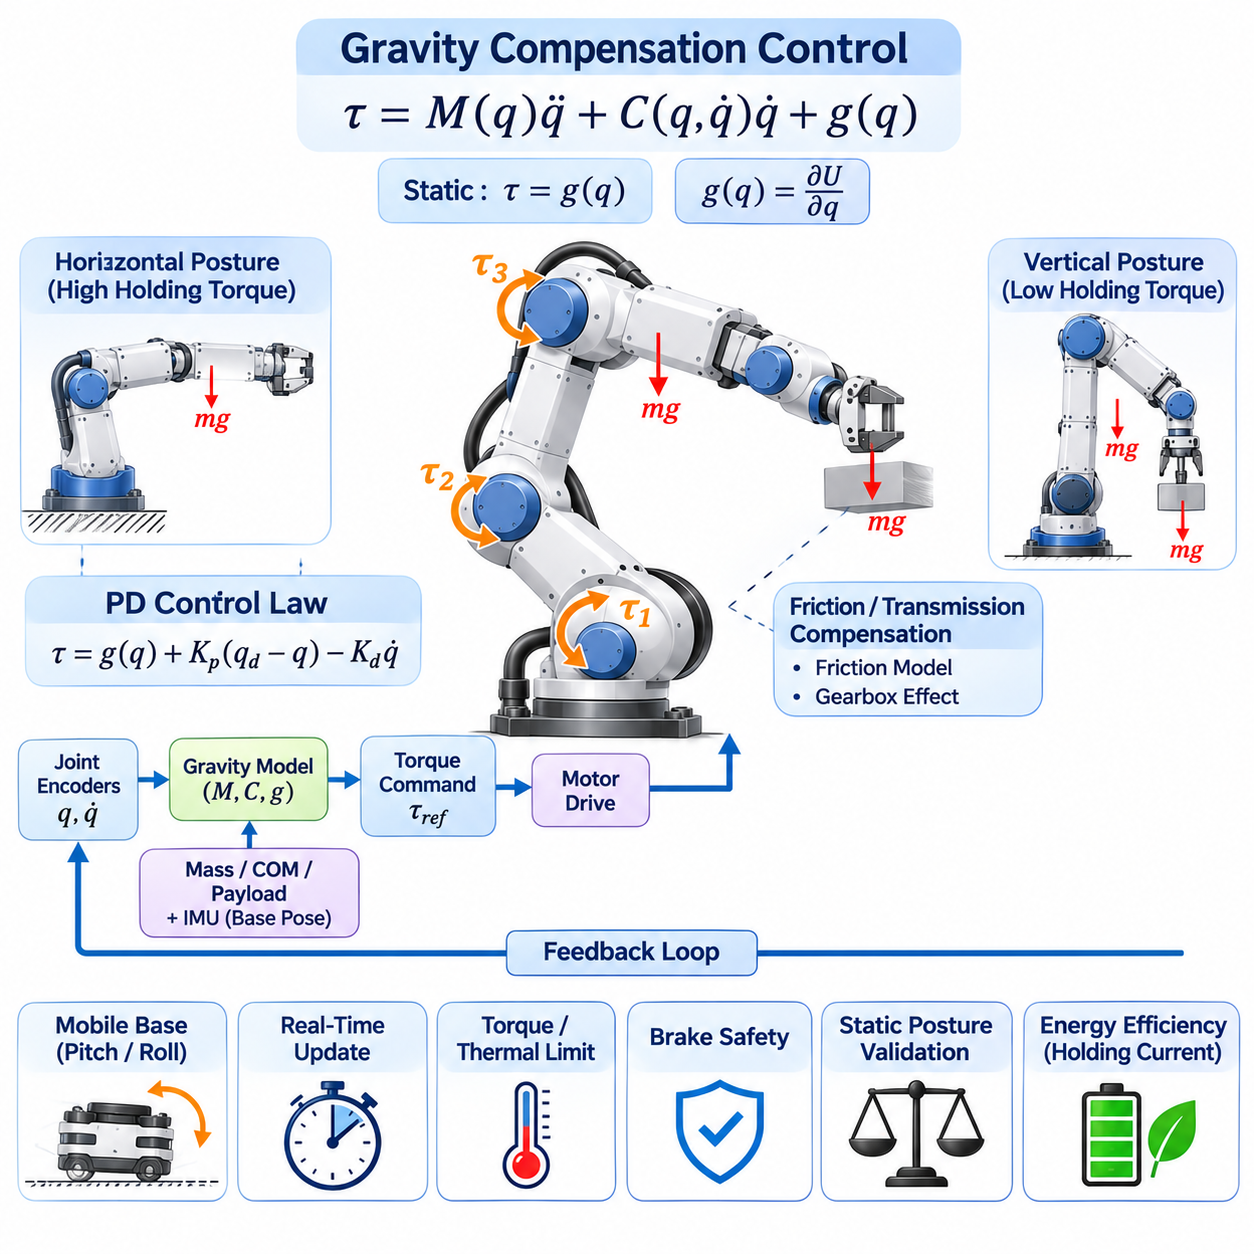 Gravity Compensation Control
τ = M(q)q̈ + C(q,q̇)q̇ + g(q)
Static : τ = g(q)
g(q) = ∂U/∂q
Horizontal Posture
(High Holding Torque)
mg
τ3
τ2
τ1
mg
mg
Vertical Posture
(Low Holding Torque)
mg
mg
PD Control Law
τ = g(q) + Kp(qd − q) − Kd q̇
Friction / Transmission
Compensation
• Friction Model
• Gearbox Effect
Joint
Encoders
q, q̇
Gravity Model
(M, C, g)
Torque
Command
τref
Motor
Drive
Mass / COM /
Payload
+ IMU (Base Pose)
Feedback Loop
Mobile Base
(Pitch / Roll)
Real-Time
Update
Torque /
Thermal Limit
Brake Safety
Static Posture
Validation
Energy Efficiency
(Holding Current)